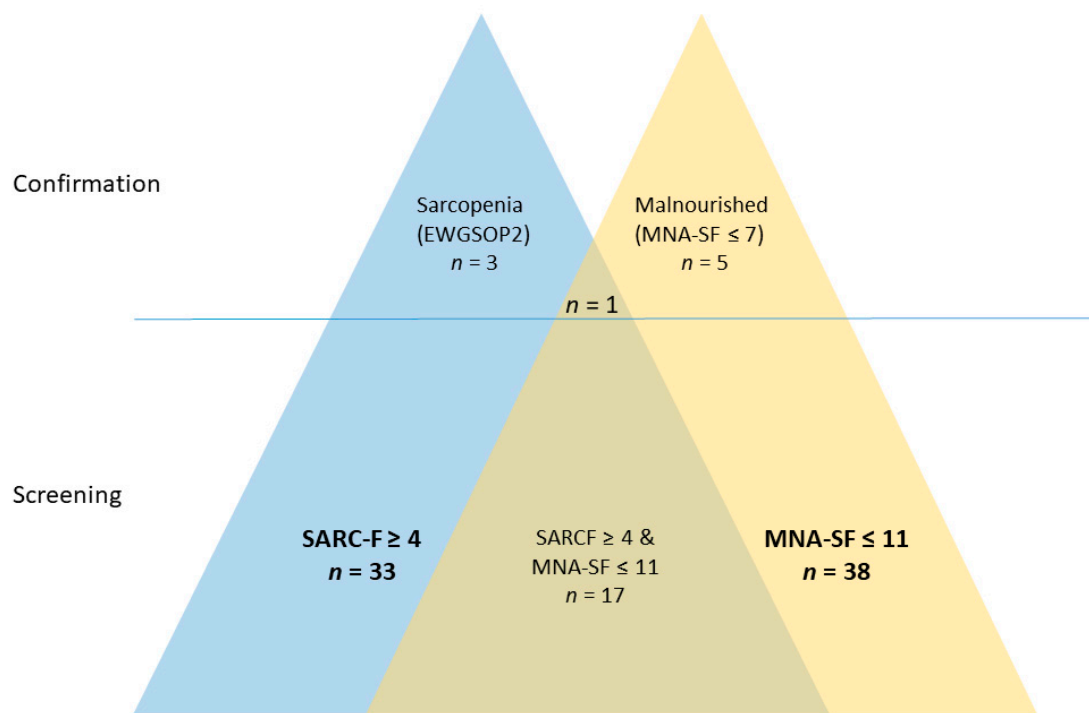 Confirmation
Sarcopenia
(EWGSOP2)
n = 3
Malnourished
(MNA-SF ≤ 7)
n = 5
n = 1
Screening
SARC-F ≥ 4
n = 33
SARCF ≥ 4 &
MNA-SF ≤ 11
n = 17
MNA-SF ≤ 11
n = 38